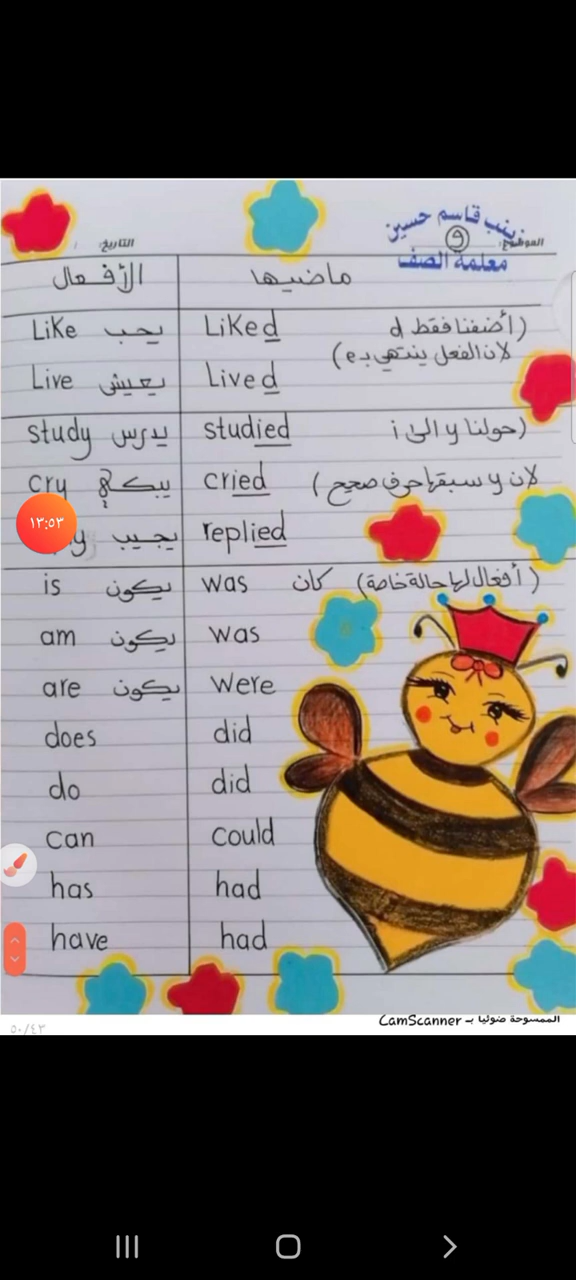 زينب قاسم حسين
و
معلمة الصف
الموضوع:
التاريخ: /
الأفعال ماضيها
Like يحب Liked (أضفنا فقط d
لان الفعل ينتهي بـ e)
Live يعيش Lived
study يدرس studied (حولنا y الى i
cry يبكي cried لان y سبقها حرف صحيح)
١٣:٥٣
y يجيب replied
is يكون was كان (أفعال لها حالة خاصة)
am يكون was
are يكون were
does did
do did
can could
has had
have had
الممسوحة ضوئيا بـ CamScanner
٥٠/٤٣